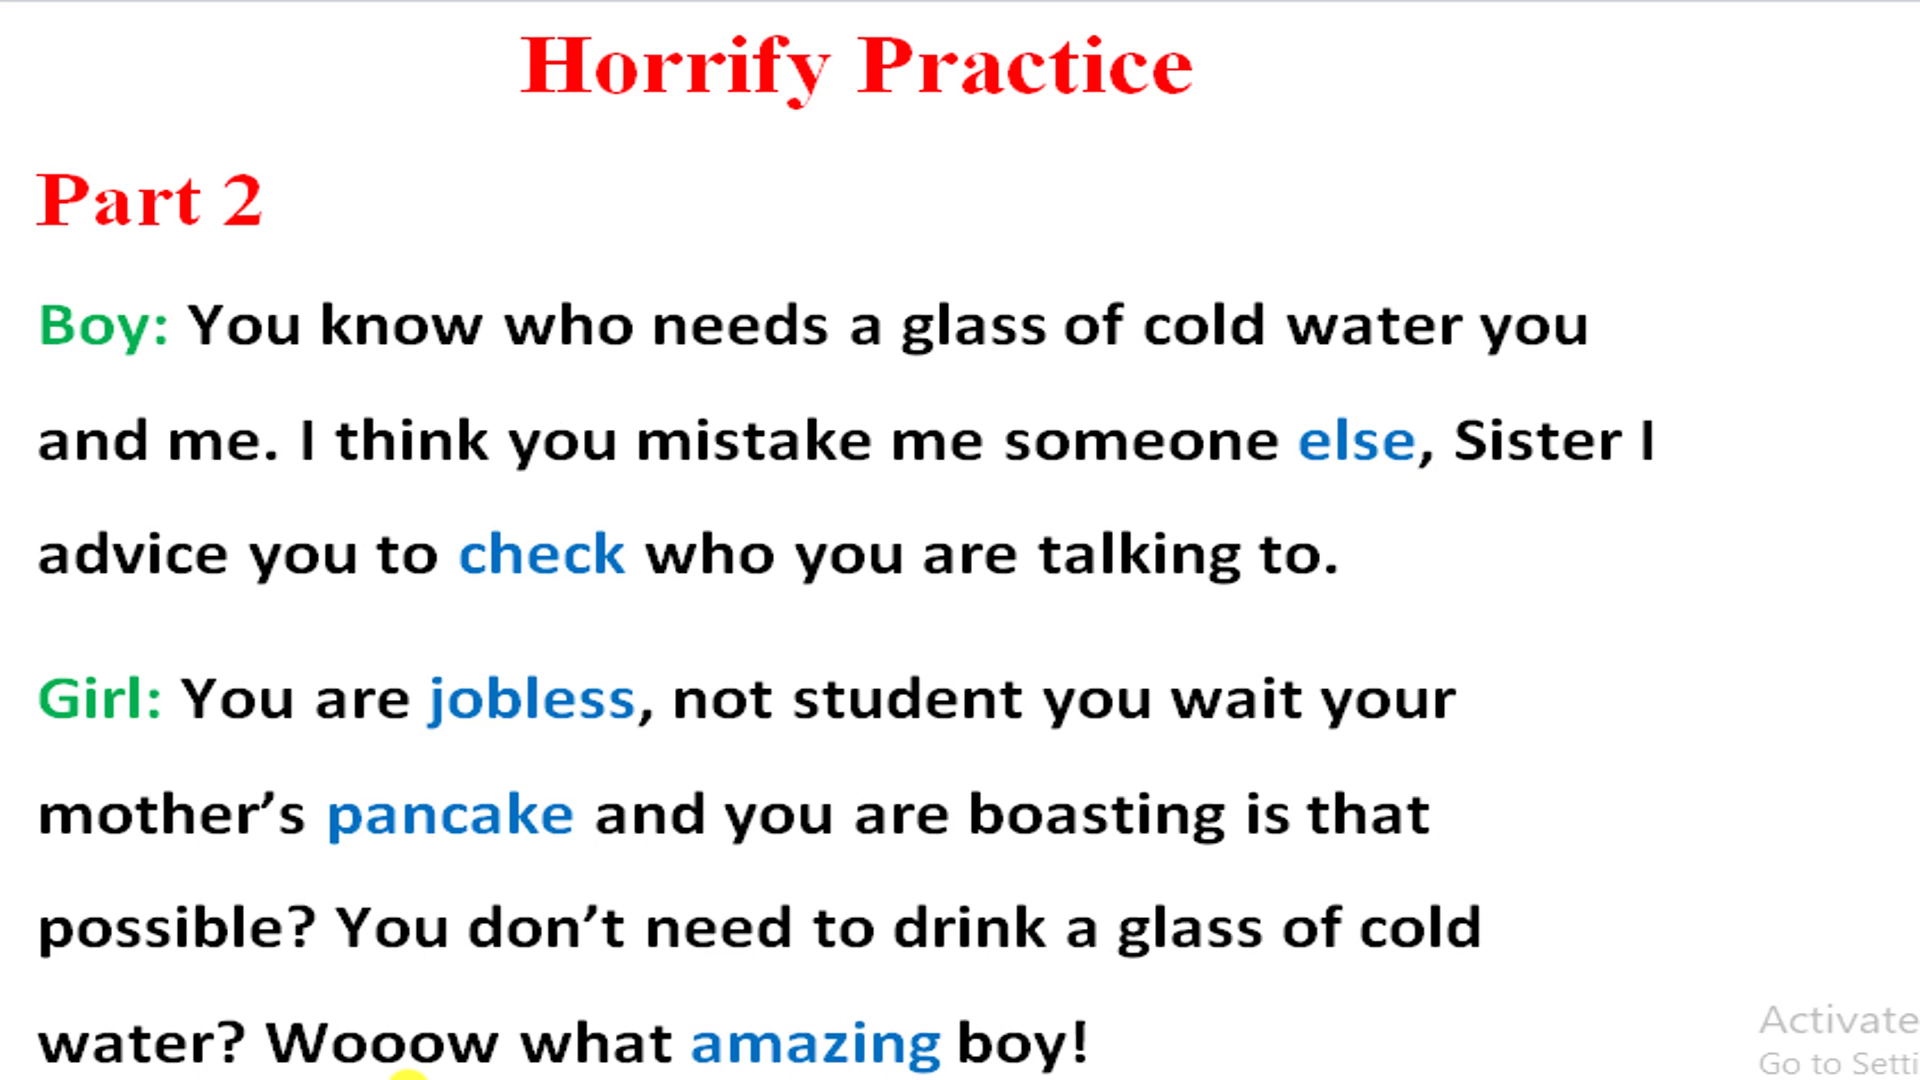 Horrify Practice
Part 2
Boy: You know who needs a glass of cold water you
and me. I think you mistake me someone else, Sister I
advice you to check who you are talking to.
Girl: You are jobless, not student you wait your
mother’s pancake and you are boasting is that
possible? You don’t need to drink a glass of cold
water? Wooow what amazing boy!
Activate
Go to Setti